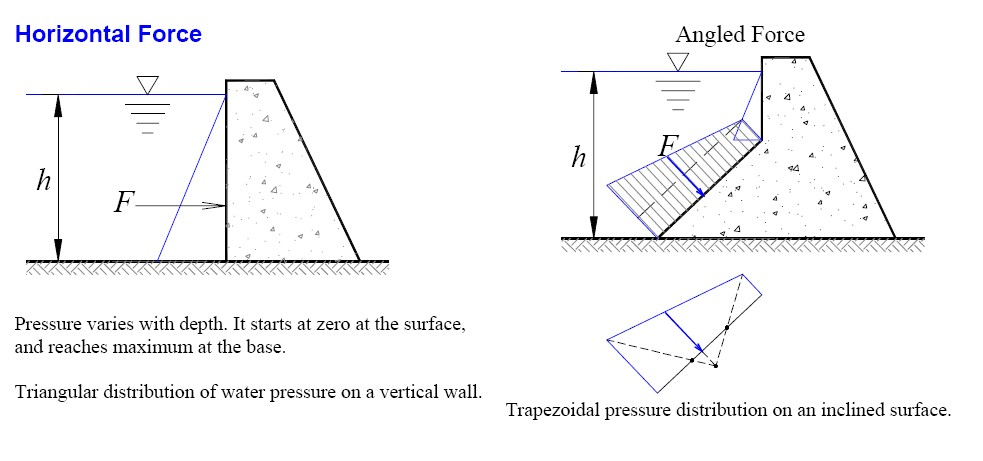 Horizontal Force
h
F
Pressure varies with depth. It starts at zero at the surface,
and reaches maximum at the base.
Triangular distribution of water pressure on a vertical wall.
Angled Force
h
F
Trapezoidal pressure distribution on an inclined surface.